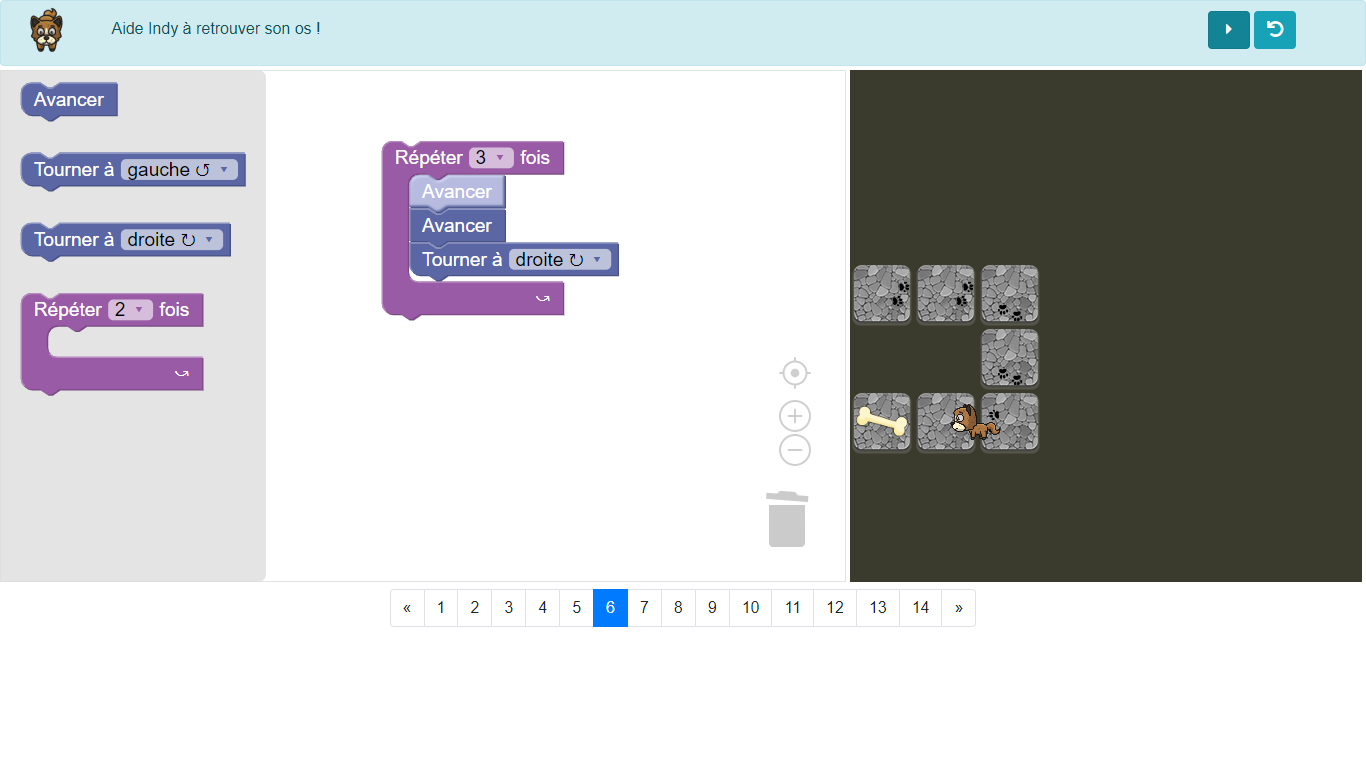 Aide Indy à retrouver son os !
Avancer
Tourner à gauche ↺
Tourner à droite ↻
Répéter 2 fois
Répéter 3 fois
Avancer
Avancer
Tourner à droite ↻
« 1 2 3 4 5 6 7 8 9 10 11 12 13 14 »